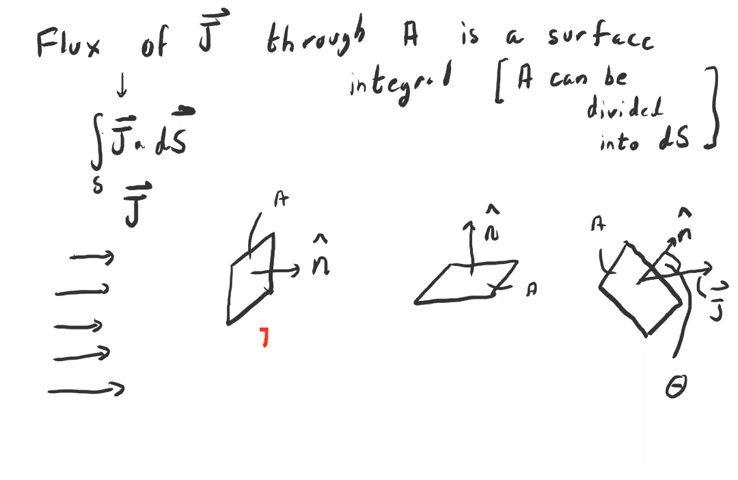 Flux of J through A is a surface
integral [A can be
divided
into dS]
∫ J . dS
S
J
A
n̂
n̂
A
A
n̂
J
θ